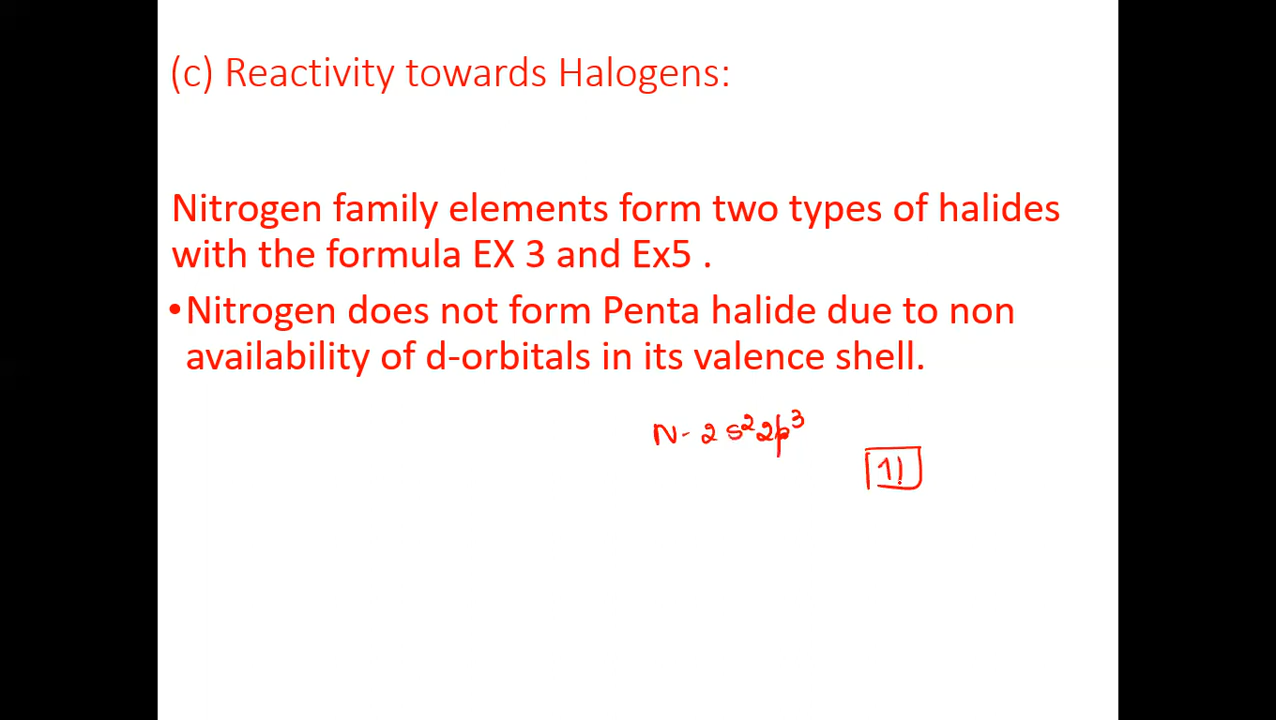 (c) Reactivity towards Halogens:
Nitrogen family elements form two types of halides
with the formula EX 3 and Ex5 .
•Nitrogen does not form Penta halide due to non
availability of d-orbitals in its valence shell.
N- 2s²2p³